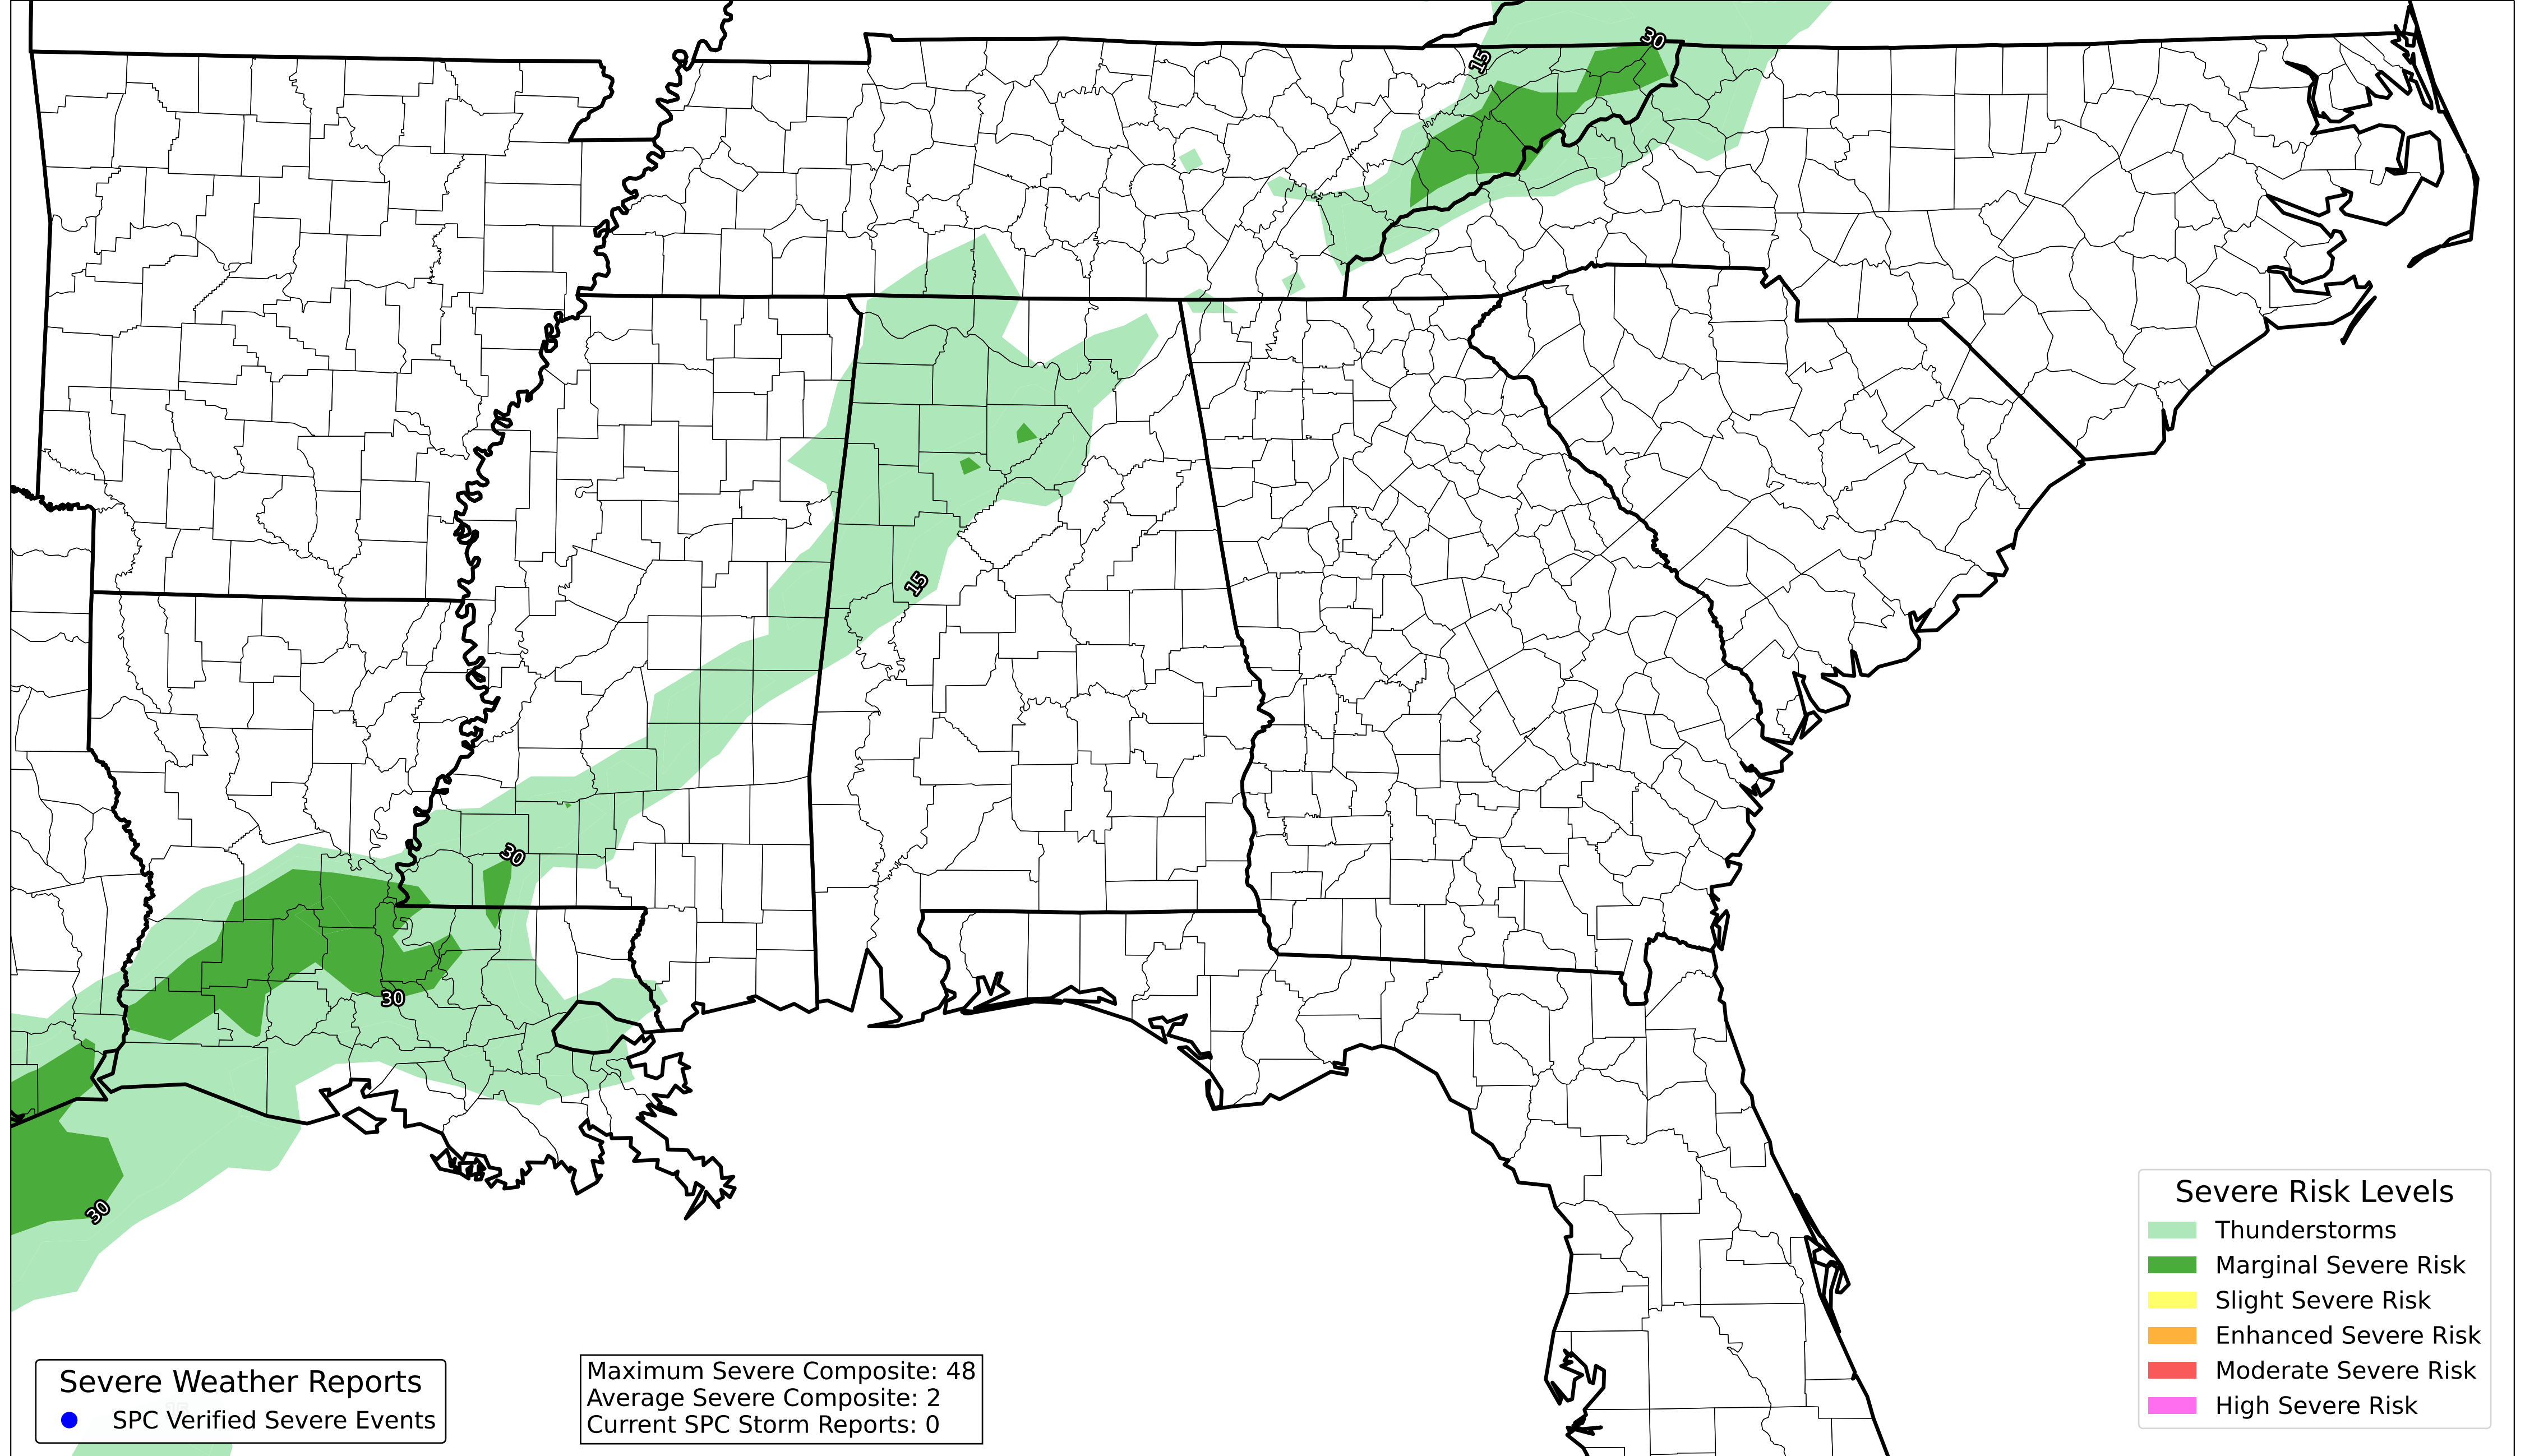 30
15
15
30
30
30
Severe Risk Levels
Thunderstorms
Marginal Severe Risk
Slight Severe Risk
Enhanced Severe Risk
Moderate Severe Risk
High Severe Risk
Severe Weather Reports
SPC Verified Severe Events
Maximum Severe Composite: 48
Average Severe Composite: 2
Current SPC Storm Reports: 0